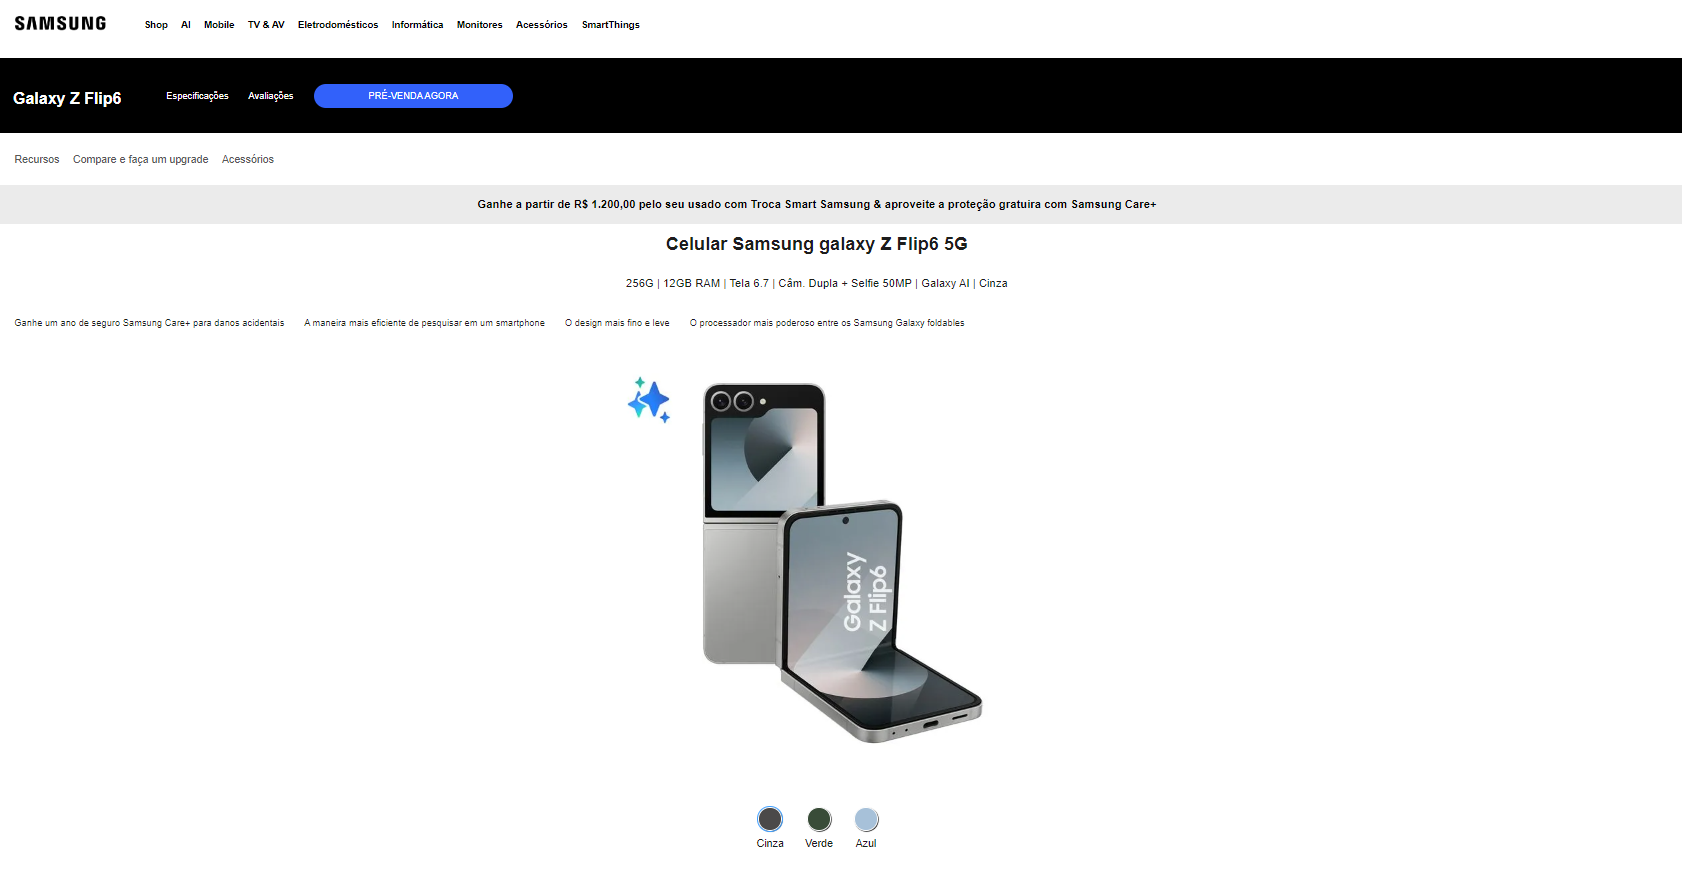 SAMSUNG Shop AI Mobile TV & AV Eletrodomésticos Informática Monitores Acessórios SmartThings
Galaxy Z Flip6 Especificações Avaliações PRÉ-VENDA AGORA
Recursos Compare e faça um upgrade Acessórios
Ganhe a partir de R$ 1.200,00 pelo seu usado com Troca Smart Samsung & aproveite a proteção gratuira com Samsung Care+
Celular Samsung galaxy Z Flip6 5G
256G | 12GB RAM | Tela 6.7 | Câm. Dupla + Selfie 50MP | Galaxy AI | Cinza
Ganhe um ano de seguro Samsung Care+ para danos acidentais A maneira mais eficiente de pesquisar em um smartphone O design mais fino e leve O processador mais poderoso entre os Samsung Galaxy foldables
Galaxy
Z Flip6
Cinza Verde Azul